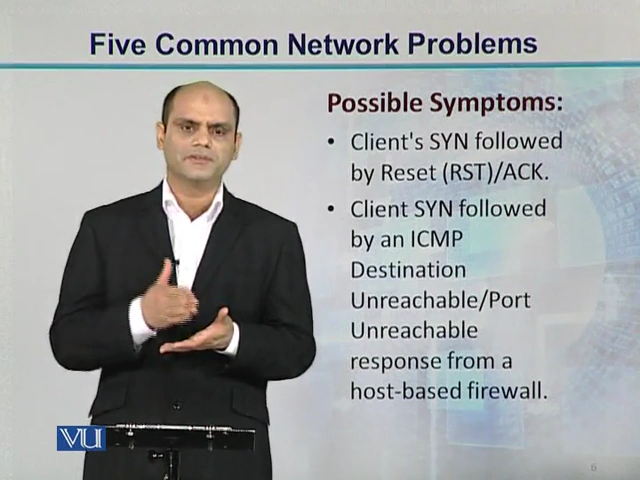 Five Common Network Problems
Possible Symptoms:
• Client's SYN followed
by Reset (RST)/ACK.
• Client SYN followed
by an ICMP
Destination
Unreachable/Port
Unreachable
response from a
host-based firewall.
VU
6